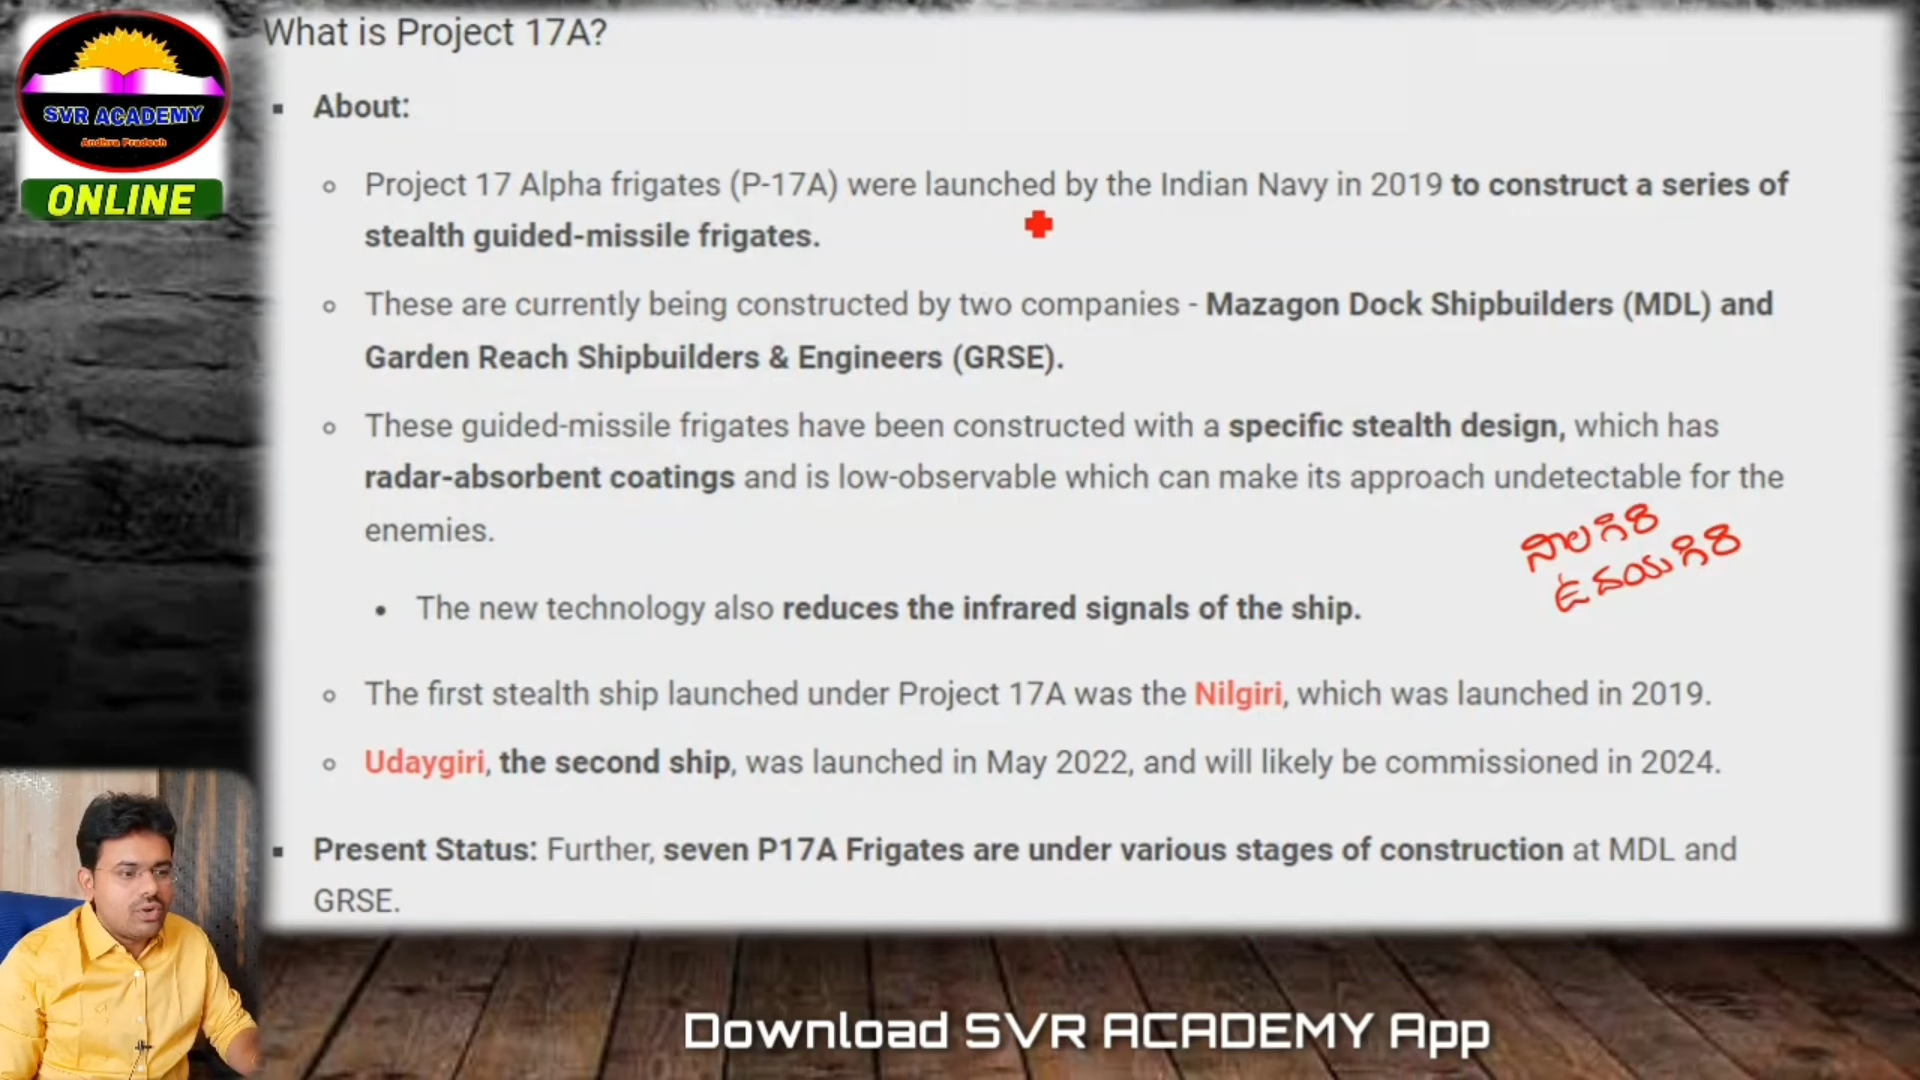 SVR ACADEMY
Andhra Pradesh
ONLINE
What is Project 17A?
▪ About:
○ Project 17 Alpha frigates (P-17A) were launched by the Indian Navy in 2019 to construct a series of
stealth guided-missile frigates.
○ These are currently being constructed by two companies - Mazagon Dock Shipbuilders (MDL) and
Garden Reach Shipbuilders & Engineers (GRSE).
○ These guided-missile frigates have been constructed with a specific stealth design, which has
radar-absorbent coatings and is low-observable which can make its approach undetectable for the
enemies.
నీలగిరి
ఉదయగిరి
• The new technology also reduces the infrared signals of the ship.
○ The first stealth ship launched under Project 17A was the Nilgiri, which was launched in 2019.
○ Udaygiri, the second ship, was launched in May 2022, and will likely be commissioned in 2024.
▪ Present Status: Further, seven P17A Frigates are under various stages of construction at MDL and
GRSE.
Download SVR ACADEMY App